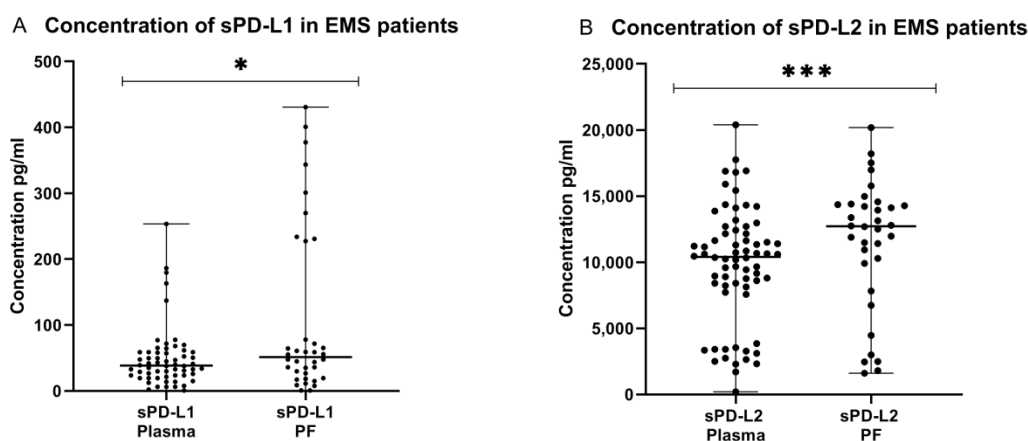 A Concentration of sPD-L1 in EMS patients
500
400
300
200
100
0
Concentration pg/ml
*
sPD-L1
Plasma
sPD-L1
PF
B Concentration of sPD-L2 in EMS patients
25,000
20,000
15,000
10,000
5,000
0
Concentration pg/ml
***
sPD-L2
Plasma
sPD-L2
PF